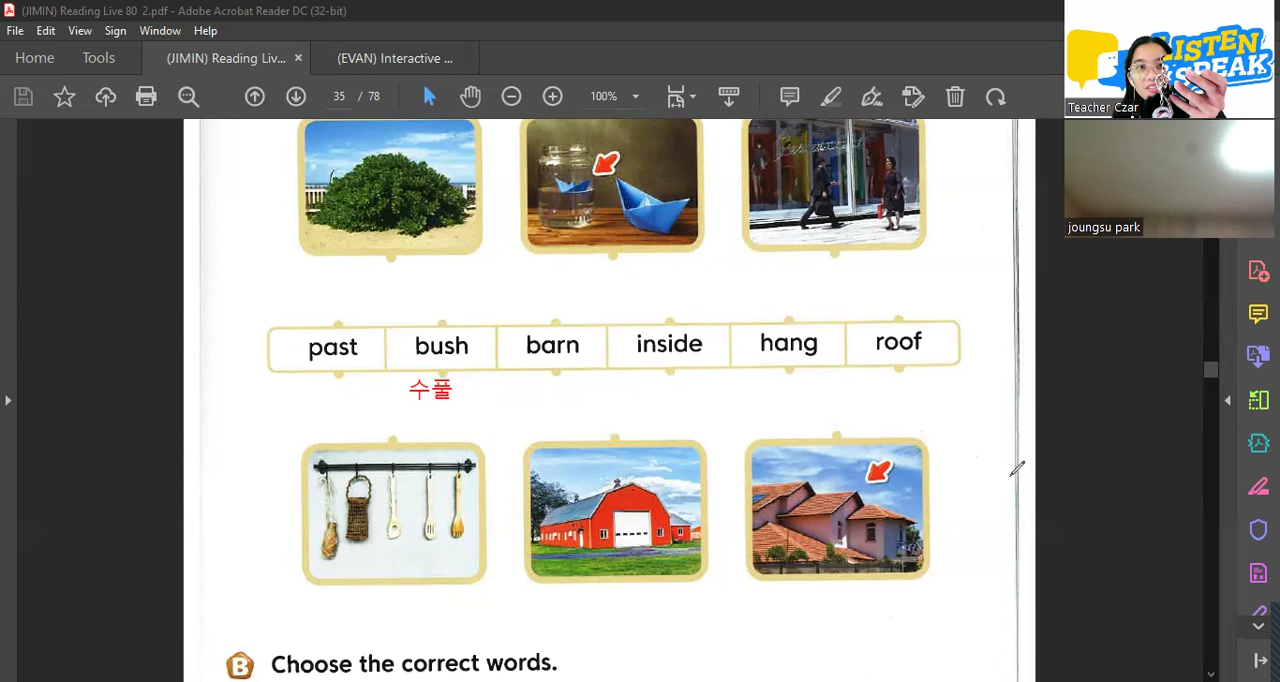 (JIMIN) Reading Live 80 2.pdf - Adobe Acrobat Reader DC (32-bit)
File Edit View Sign Window Help
Home Tools (JIMIN) Reading Liv... × (EVAN) Interactive ...
35 / 78 100%
LISTEN
& SPEAK
Teacher Czar
joungsu park
past bush barn inside hang roof
수풀
B Choose the correct words.